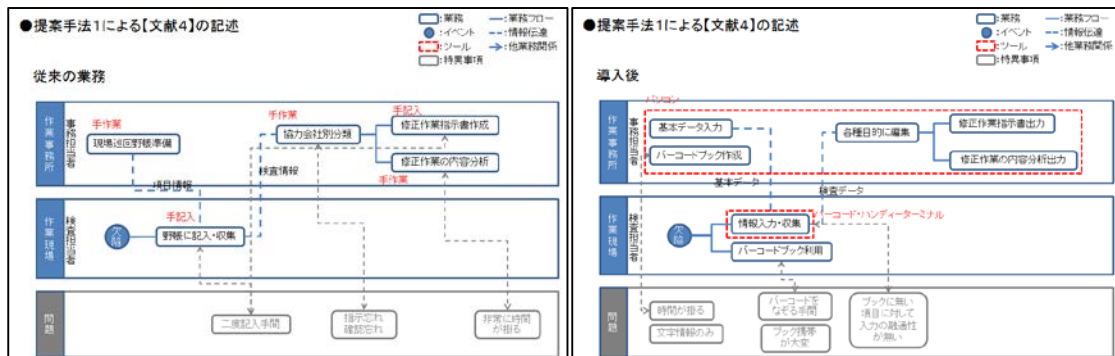 ●提案手法1による【文献4】の記述
□:業務
━:業務フロー
●:イベント
--:情報伝達
:ツール
→:他業務関係
:特異事項
従来の業務
作業事務所
事務担当者
手作業
現場巡回野帳準備
協力会社別分類
手記入
修正作業指示書作成
修正作業の内容分析
手作業
項目情報
検査情報
作業現場
検査担当者
欠陥
手記入
野帳に記入・収集
問題
二度記入手間
指示忘れ
確認忘れ
非常に時間
が掛る
●提案手法1による【文献4】の記述
□:業務
━:業務フロー
●:イベント
--:情報伝達
:ツール
→:他業務関係
:特異事項
導入後
パソコン
作業事務所
事務担当者
基本データ入力
バーコードブック作成
各種目的に編集
修正作業指示書出力
修正作業の内容分析出力
基本データ
検査データ
作業現場
検査担当者
欠陥
情報入力・収集
バーコード・ハンディーターミナル
バーコードブック利用
問題
時間が掛る
文字情報のみ
バーコードを
なぞる手間
ブック携帯
が大変
ブックに無い
項目に対して
入力の融通性
が無い